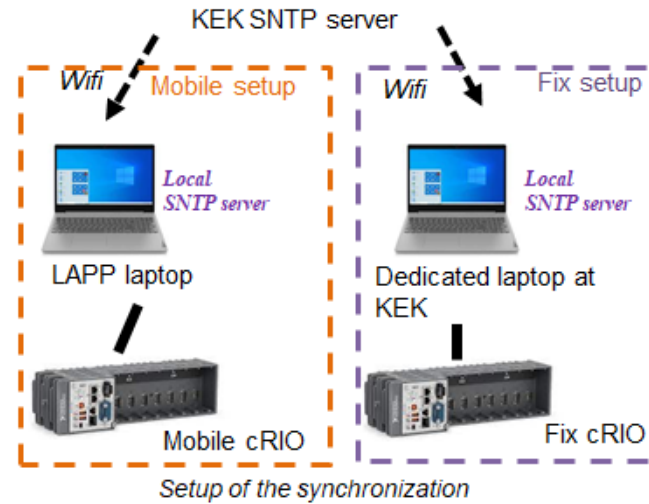 KEK SNTP server
Wifi
Mobile setup
Wifi
Fix setup
Local
SNTP server
Local
SNTP server
LAPP laptop
Dedicated laptop at
KEK
Mobile cRIO
Fix cRIO
Setup of the synchronization